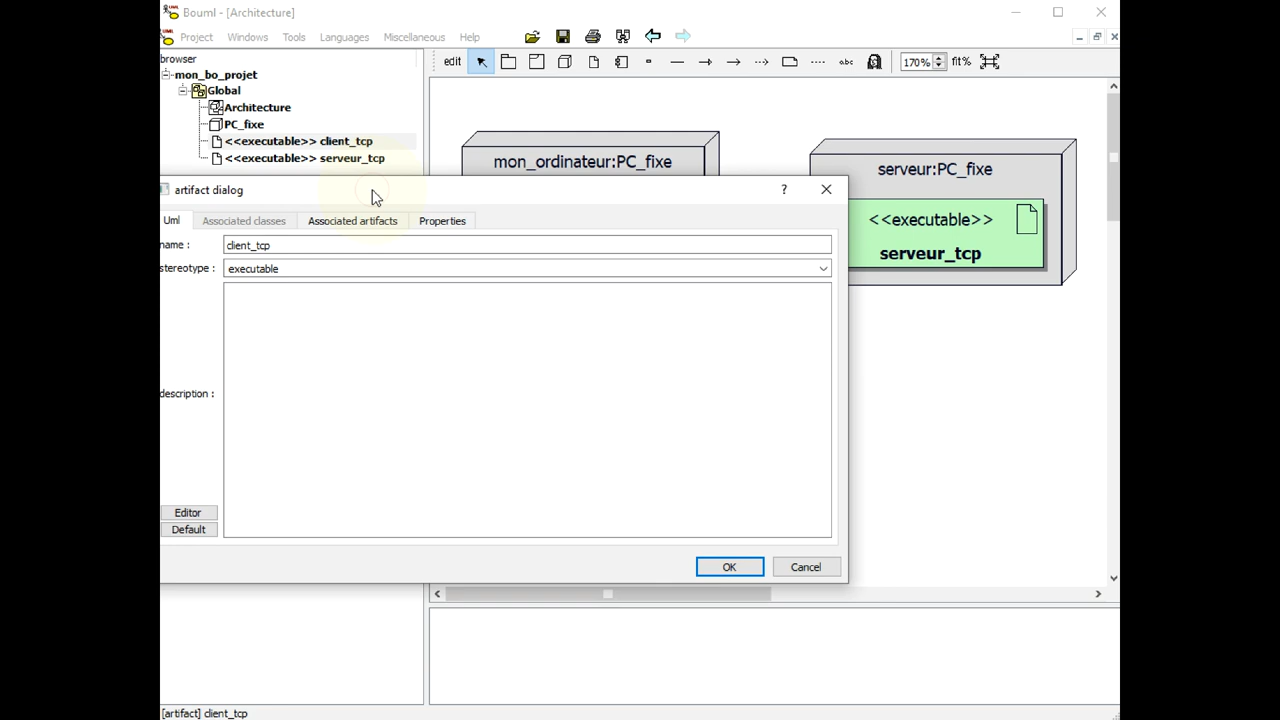 Bouml - [Architecture]
Project Windows Tools Languages Miscellaneous Help
browser
mon_bo_projet
Global
Architecture
PC_fixe
<<executable>> client_tcp
<<executable>> serveur_tcp
edit
abc
170%
fit%
mon_ordinateur:PC_fixe
serveur:PC_fixe
<<executable>>
serveur_tcp
artifact dialog
Uml Associated classes Associated artifacts Properties
name : client_tcp
stereotype : executable
description :
Editor
Default
OK Cancel
[artifact] client_tcp